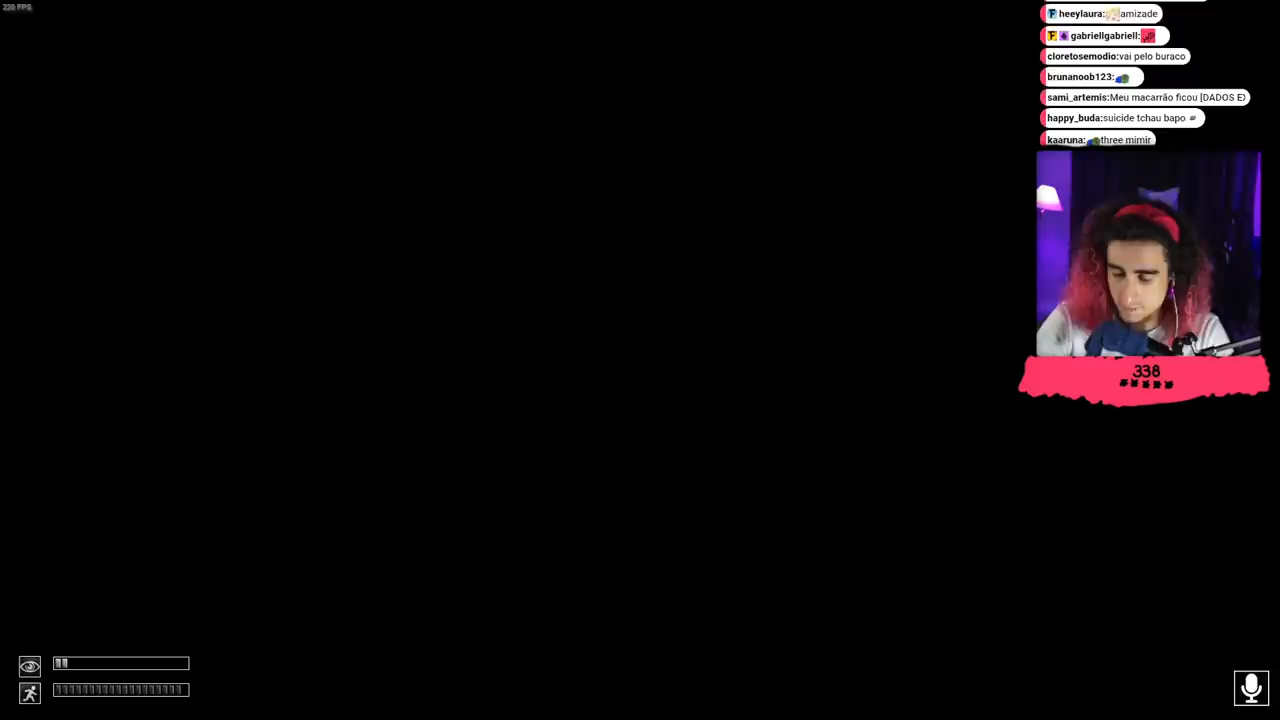 220 FPS
heeylaura: amizade
gabriellgabriell:
cloretosemodio:vai pelo buraco
brunanoob123:
sami_artemis:Meu macarrão ficou [DADOS E)
happy_buda:suicide tchau bapo
kaaruna: three mimir
338